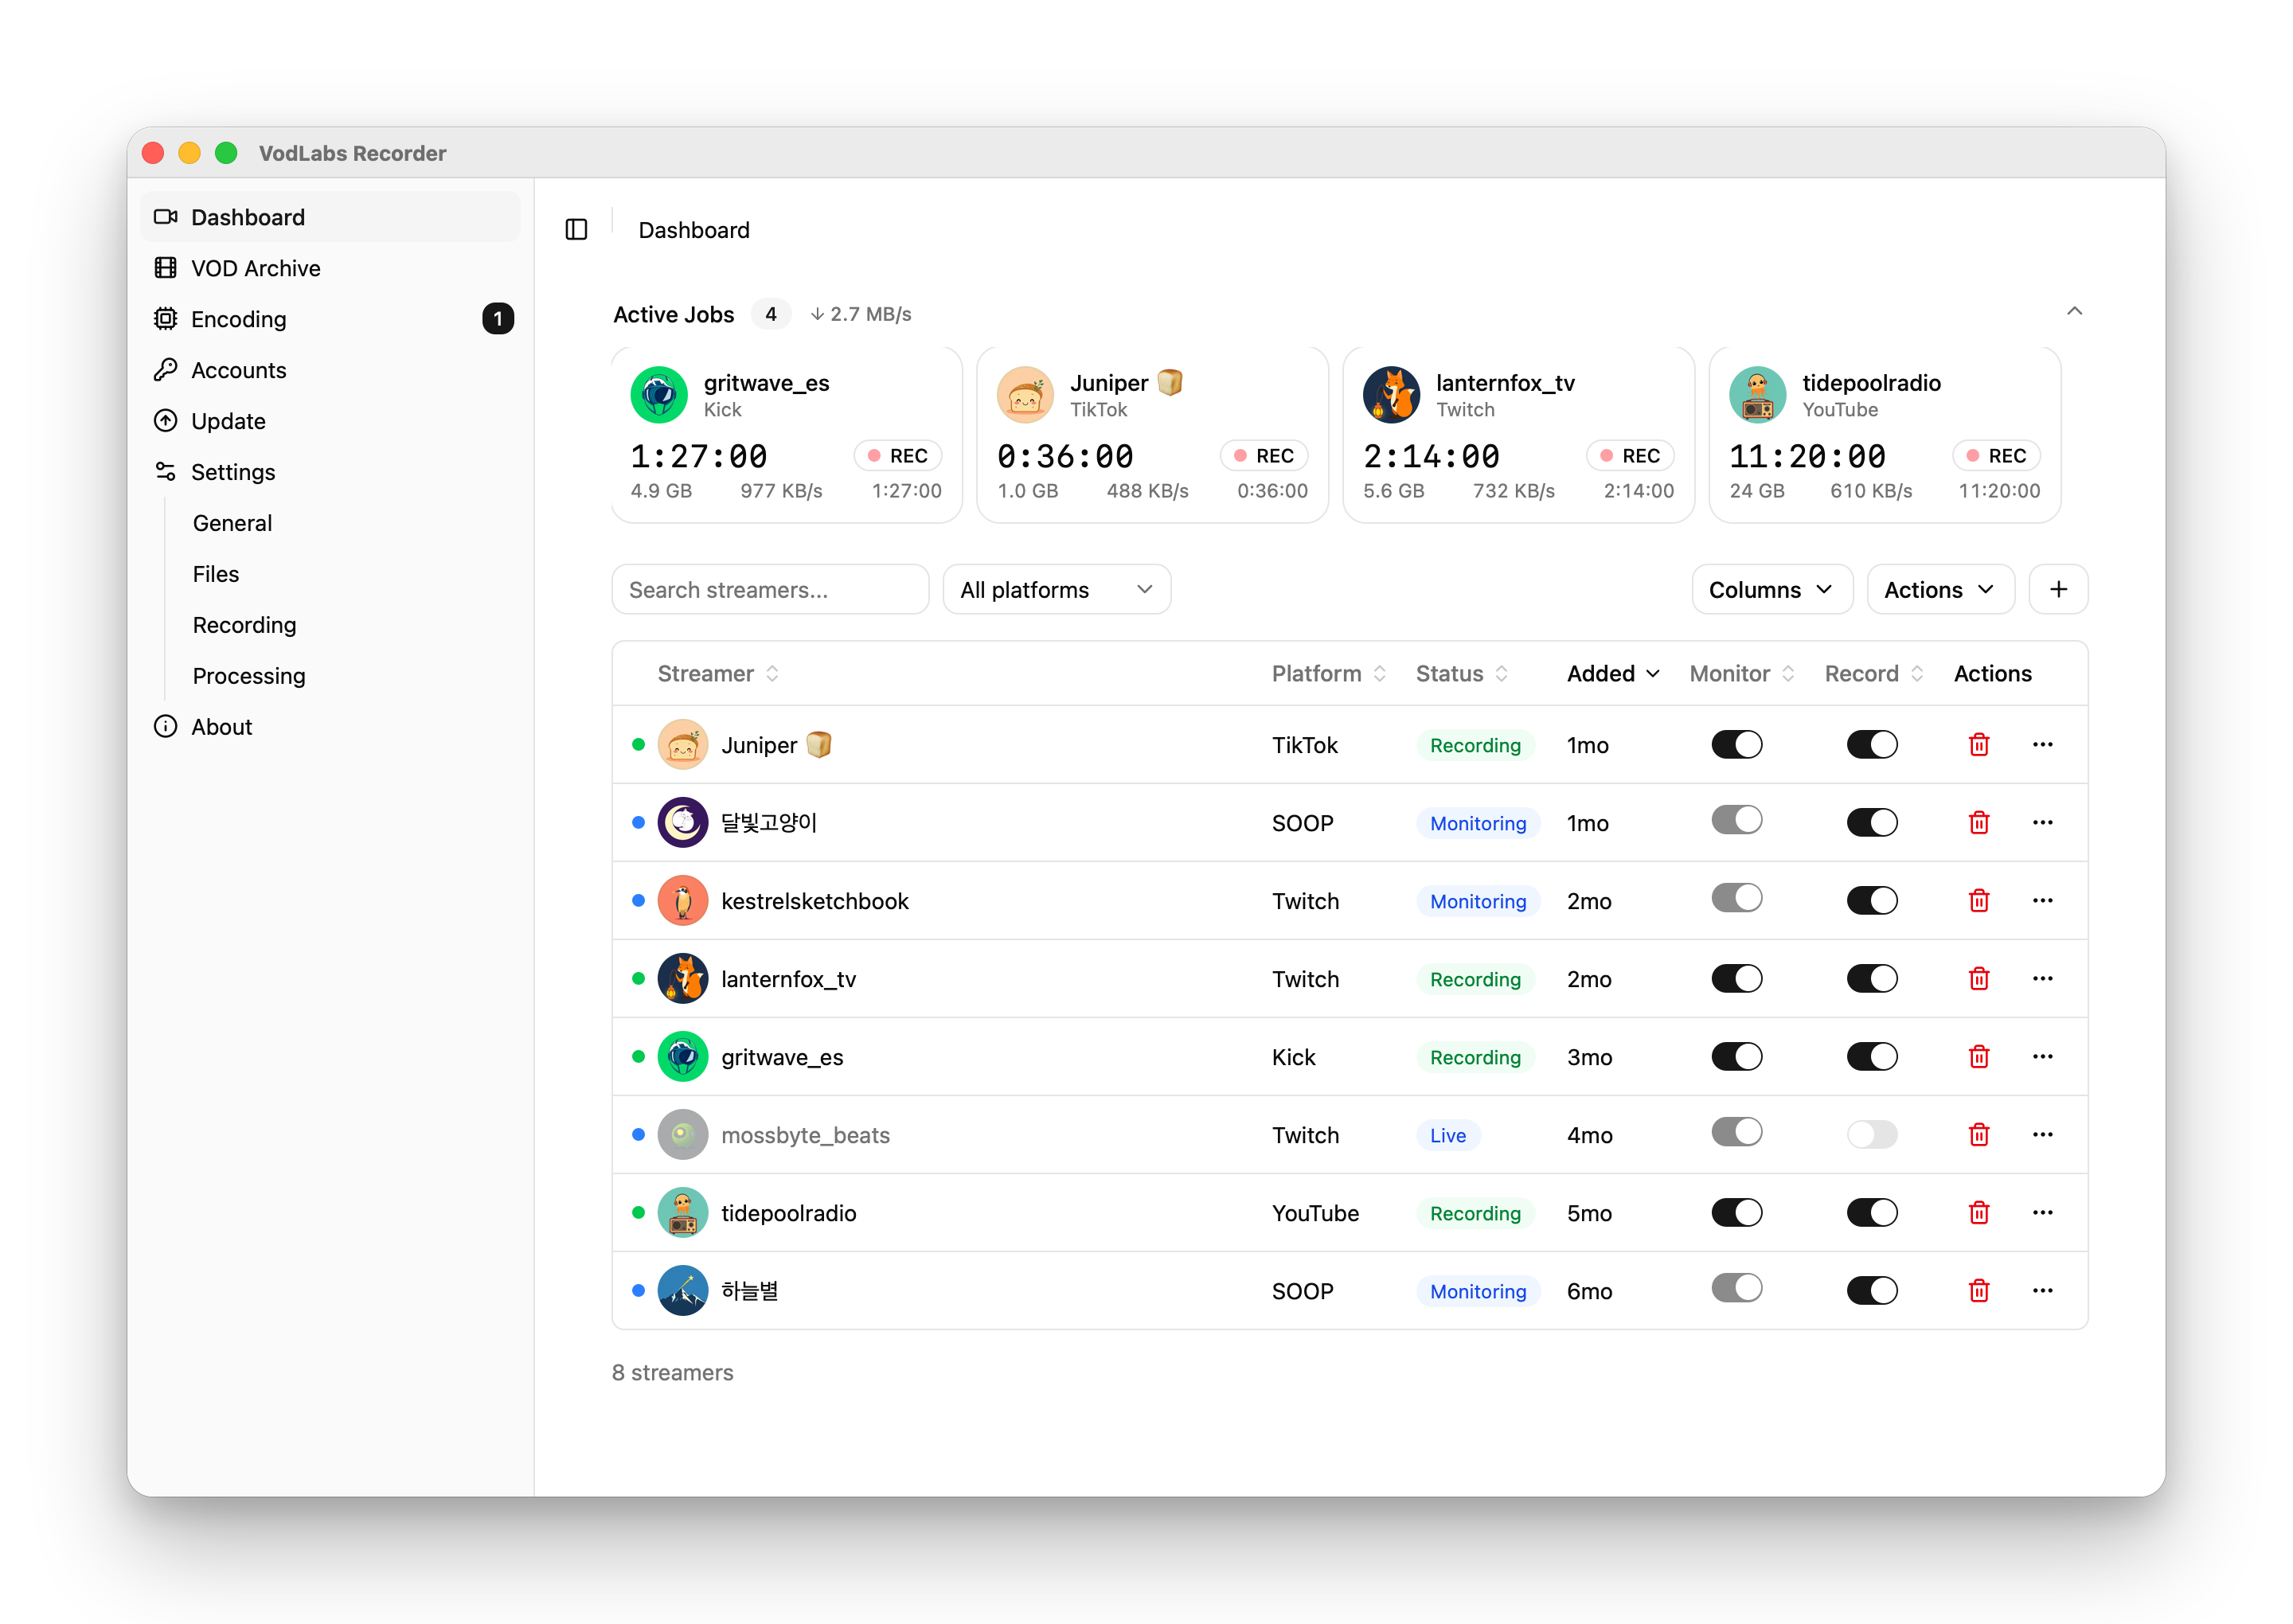 VodLabs Recorder
Dashboard
VOD Archive
Encoding 1
Accounts
Update
Settings
General
Files
Recording
Processing
About
Dashboard
Active Jobs 4 ↓ 2.7 MB/s
gritwave_es
Kick
1:27:00 REC
4.9 GB 977 KB/s 1:27:00
Juniper 🍞
TikTok
0:36:00 REC
1.0 GB 488 KB/s 0:36:00
lanternfox_tv
Twitch
2:14:00 REC
5.6 GB 732 KB/s 2:14:00
tidepoolradio
YouTube
11:20:00 REC
24 GB 610 KB/s 11:20:00
Search streamers... All platforms Columns Actions +
Streamer Platform Status Added Monitor Record Actions
Juniper 🍞 TikTok Recording 1mo
달빛고양이 SOOP Monitoring 1mo
kestrelsketchbook Twitch Monitoring 2mo
lanternfox_tv Twitch Recording 2mo
gritwave_es Kick Recording 3mo
mossbyte_beats Twitch Live 4mo
tidepoolradio YouTube Recording 5mo
하늘별 SOOP Monitoring 6mo
8 streamers